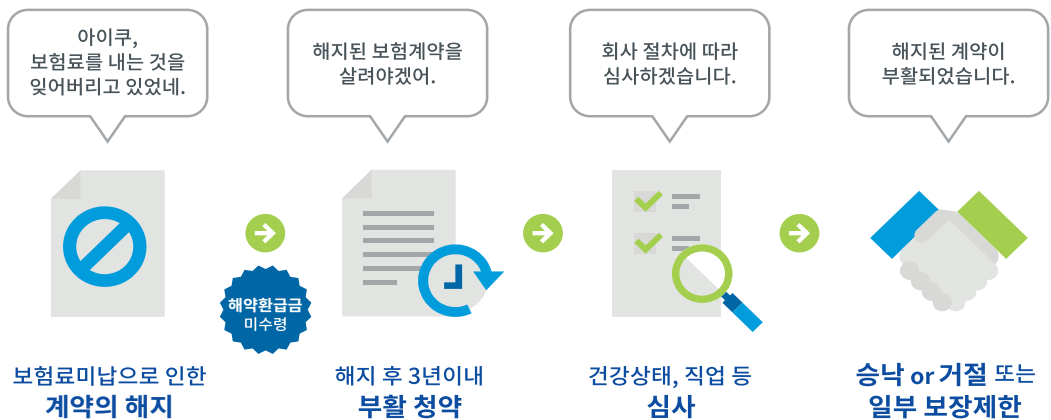 아이쿠,
보험료를 내는 것을
잊어버리고 있었네.
해지된 보험계약을
살려야겠어.
회사 절차에 따라
심사하겠습니다.
해지된 계약이
부활되었습니다.
해약환급금
미수령
보험료미납으로 인한
계약의 해지
해지 후 3년이내
부활 청약
건강상태, 직업 등
심사
승낙 or 거절 또는
일부 보장제한